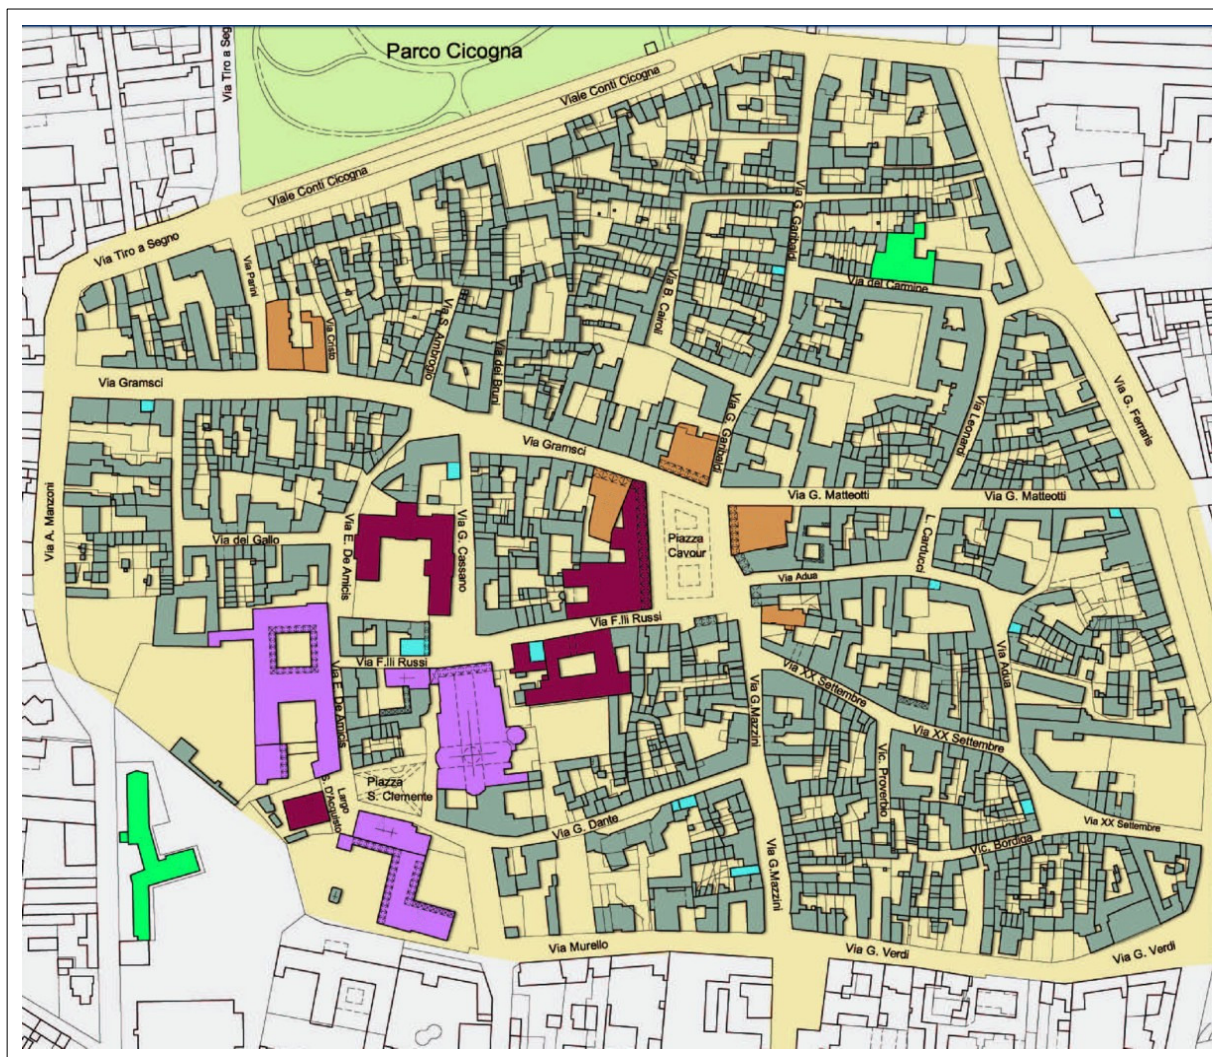 Via Tiro a Seg
Parco Cicogna
Viale Conti Cicogna
Viale Conti Cicogna
Via Tiro a Segno
Via Parini
Via Cristo
Via S. Ambrogio
Via dei Bruni
Via B. Cairoli
Via G. Garibaldi
Via del Carmine
Via Gramsci
Via Gramsci
Via G. Garibaldi
Via Leonardi
Via G. Ferraris
Via G. Matteotti
Via G. Matteotti
Via A. Manzoni
Via del Gallo
Via E. De Amicis
Via G. Cassano
Piazza
Cavour
L. Carducci
Via Adua
Via F.lli Russi
Via F.lli Russi
Via E. De Amicis
Via G.Mazzini
Via XX Settembre
Via Adua
Via XX Settembre
Piazza
S. Clemente
Largo
S. D'Acquisto
Via G. Dante
Vic. Proverbio
Via XX Settembre
Vic. Bordiga
Via G.Mazzini
Via Murello
Via G. Verdi
Via G. Verdi